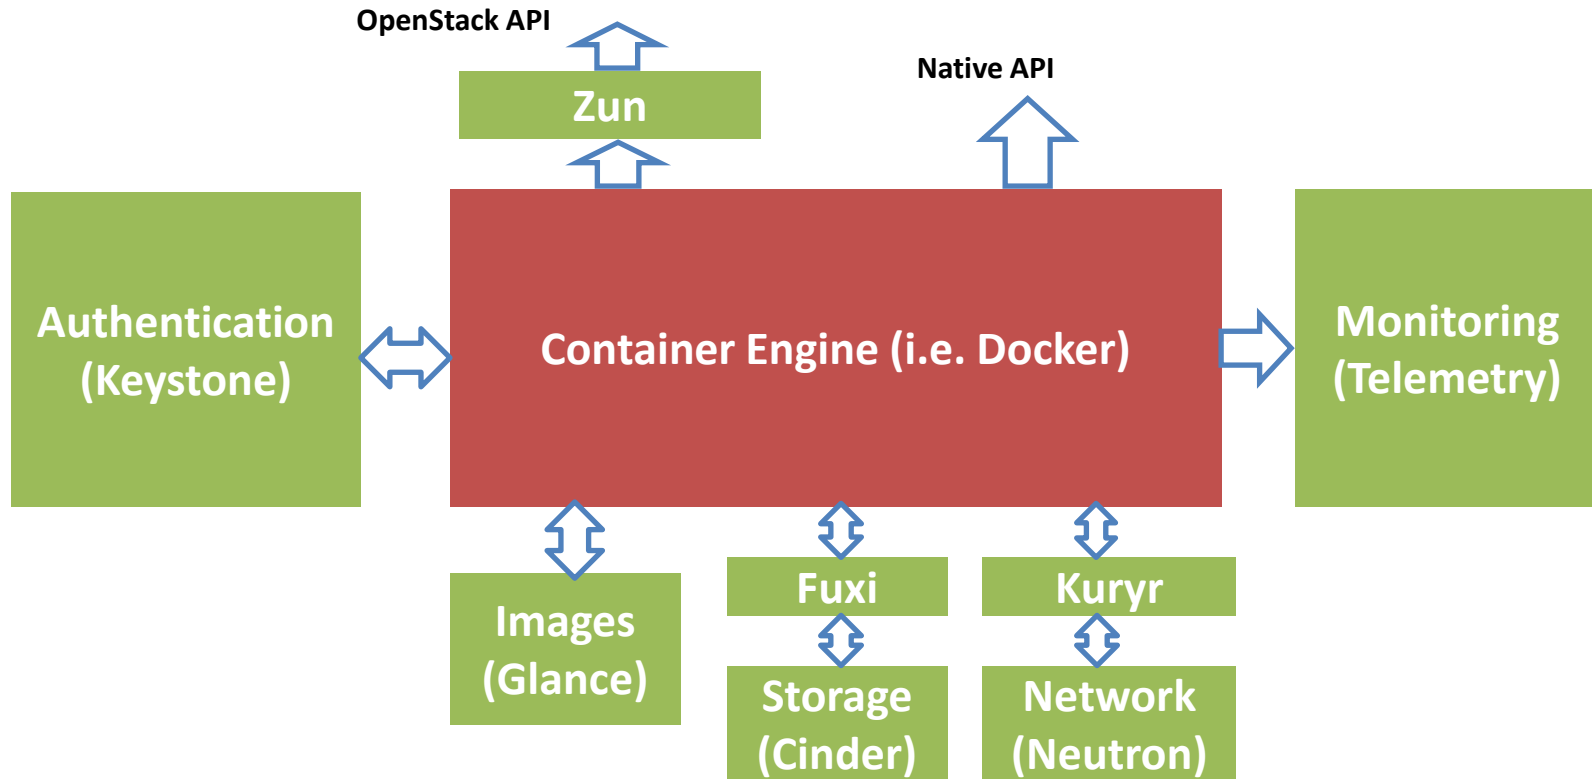 OpenStack API
Native API
Zun
Authentication
(Keystone)
Container Engine (i.e. Docker)
Monitoring
(Telemetry)
Images
(Glance)
Fuxi
Kuryr
Storage
(Cinder)
Network
(Neutron)